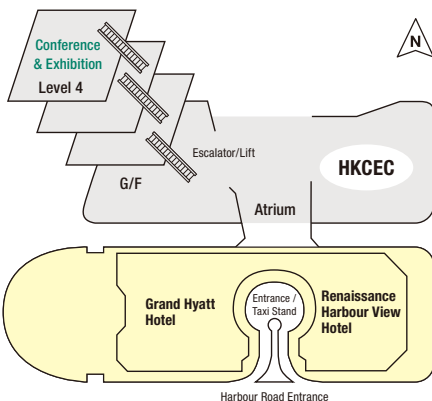 Conference
& Exhibition
Level 4
N
Escalator/Lift
HKCEC
G/F
Atrium
Grand Hyatt
Hotel
Entrance /
Taxi Stand
Renaissance
Harbour View
Hotel
Harbour Road Entrance